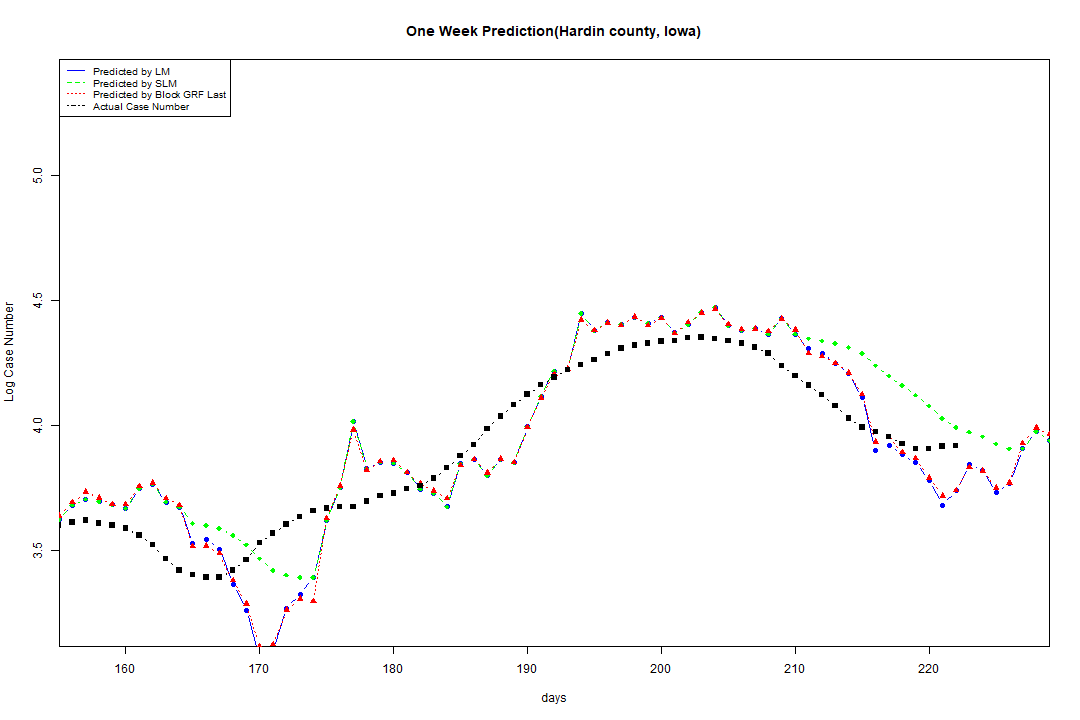 One Week Prediction(Hardin county, Iowa)
Predicted by LM
Predicted by SLM
Predicted by Block GRF Last
Actual Case Number
5.0
4.5
4.0
3.5
Log Case Number
160 170 180 190 200 210 220
days